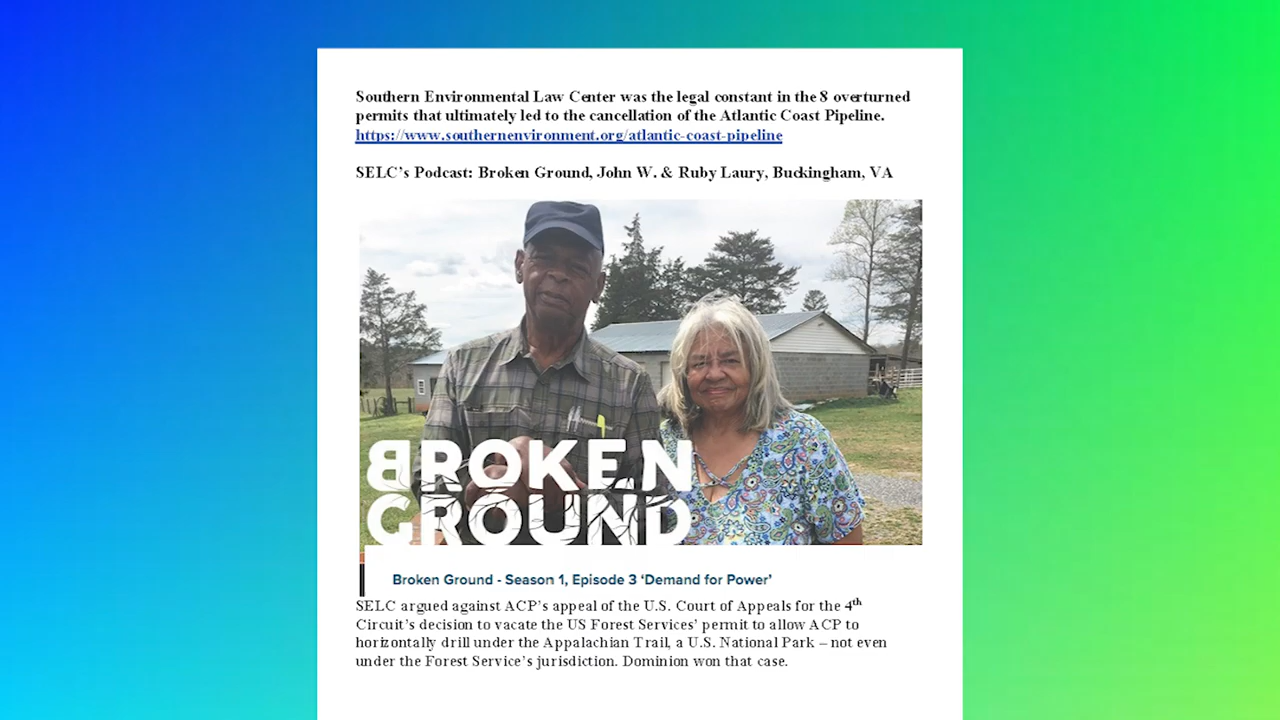 Southern Environmental Law Center was the legal constant in the 8 overturned
permits that ultimately led to the cancellation of the Atlantic Coast Pipeline.
https://www.southernenvironment.org/atlantic-coast-pipeline
SELC's Podcast: Broken Ground, John W. & Ruby Laury, Buckingham, VA
BROKEN
GROUND
Broken Ground - Season 1, Episode 3 'Demand for Power'
SELC argued against ACP's appeal of the U.S. Court of Appeals for the 4th
Circuit's decision to vacate the US Forest Services' permit to allow ACP to
horizontally drill under the Appalachian Trail, a U.S. National Park – not even
under the Forest Service's jurisdiction. Dominion won that case.